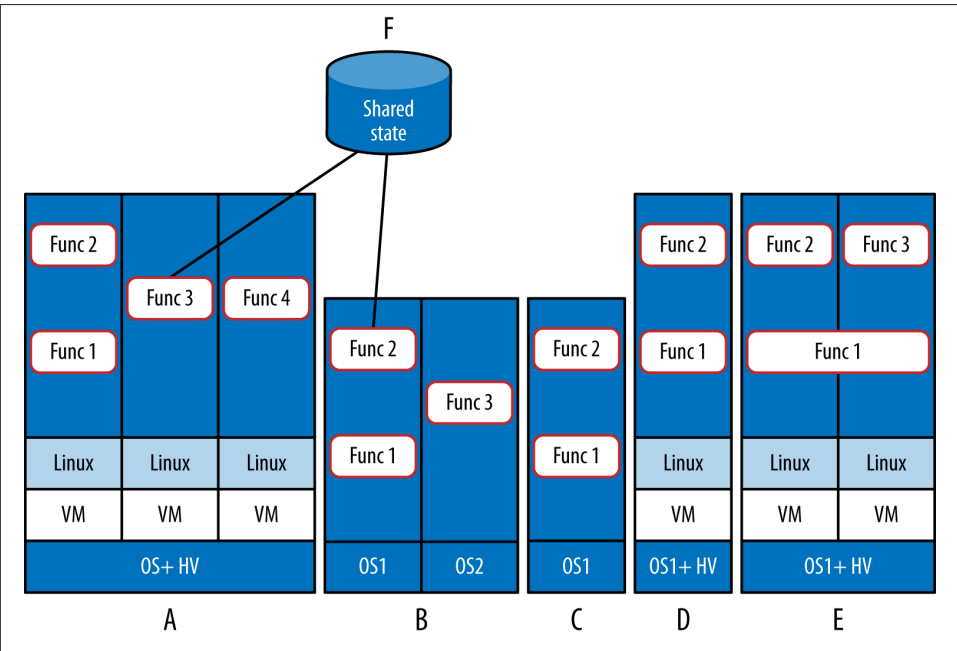 F
Shared
state
Func 2
Func 3
Func 4
Func 1
Linux
Linux
Linux
VM
VM
VM
OS+ HV
A
Func 2
Func 3
Func 1
OS1
OS2
B
Func 2
Func 1
OS1
C
Func 2
Func 1
Linux
VM
OS1+ HV
D
Func 2
Func 3
Func 1
Linux
Linux
VM
VM
OS1+ HV
E